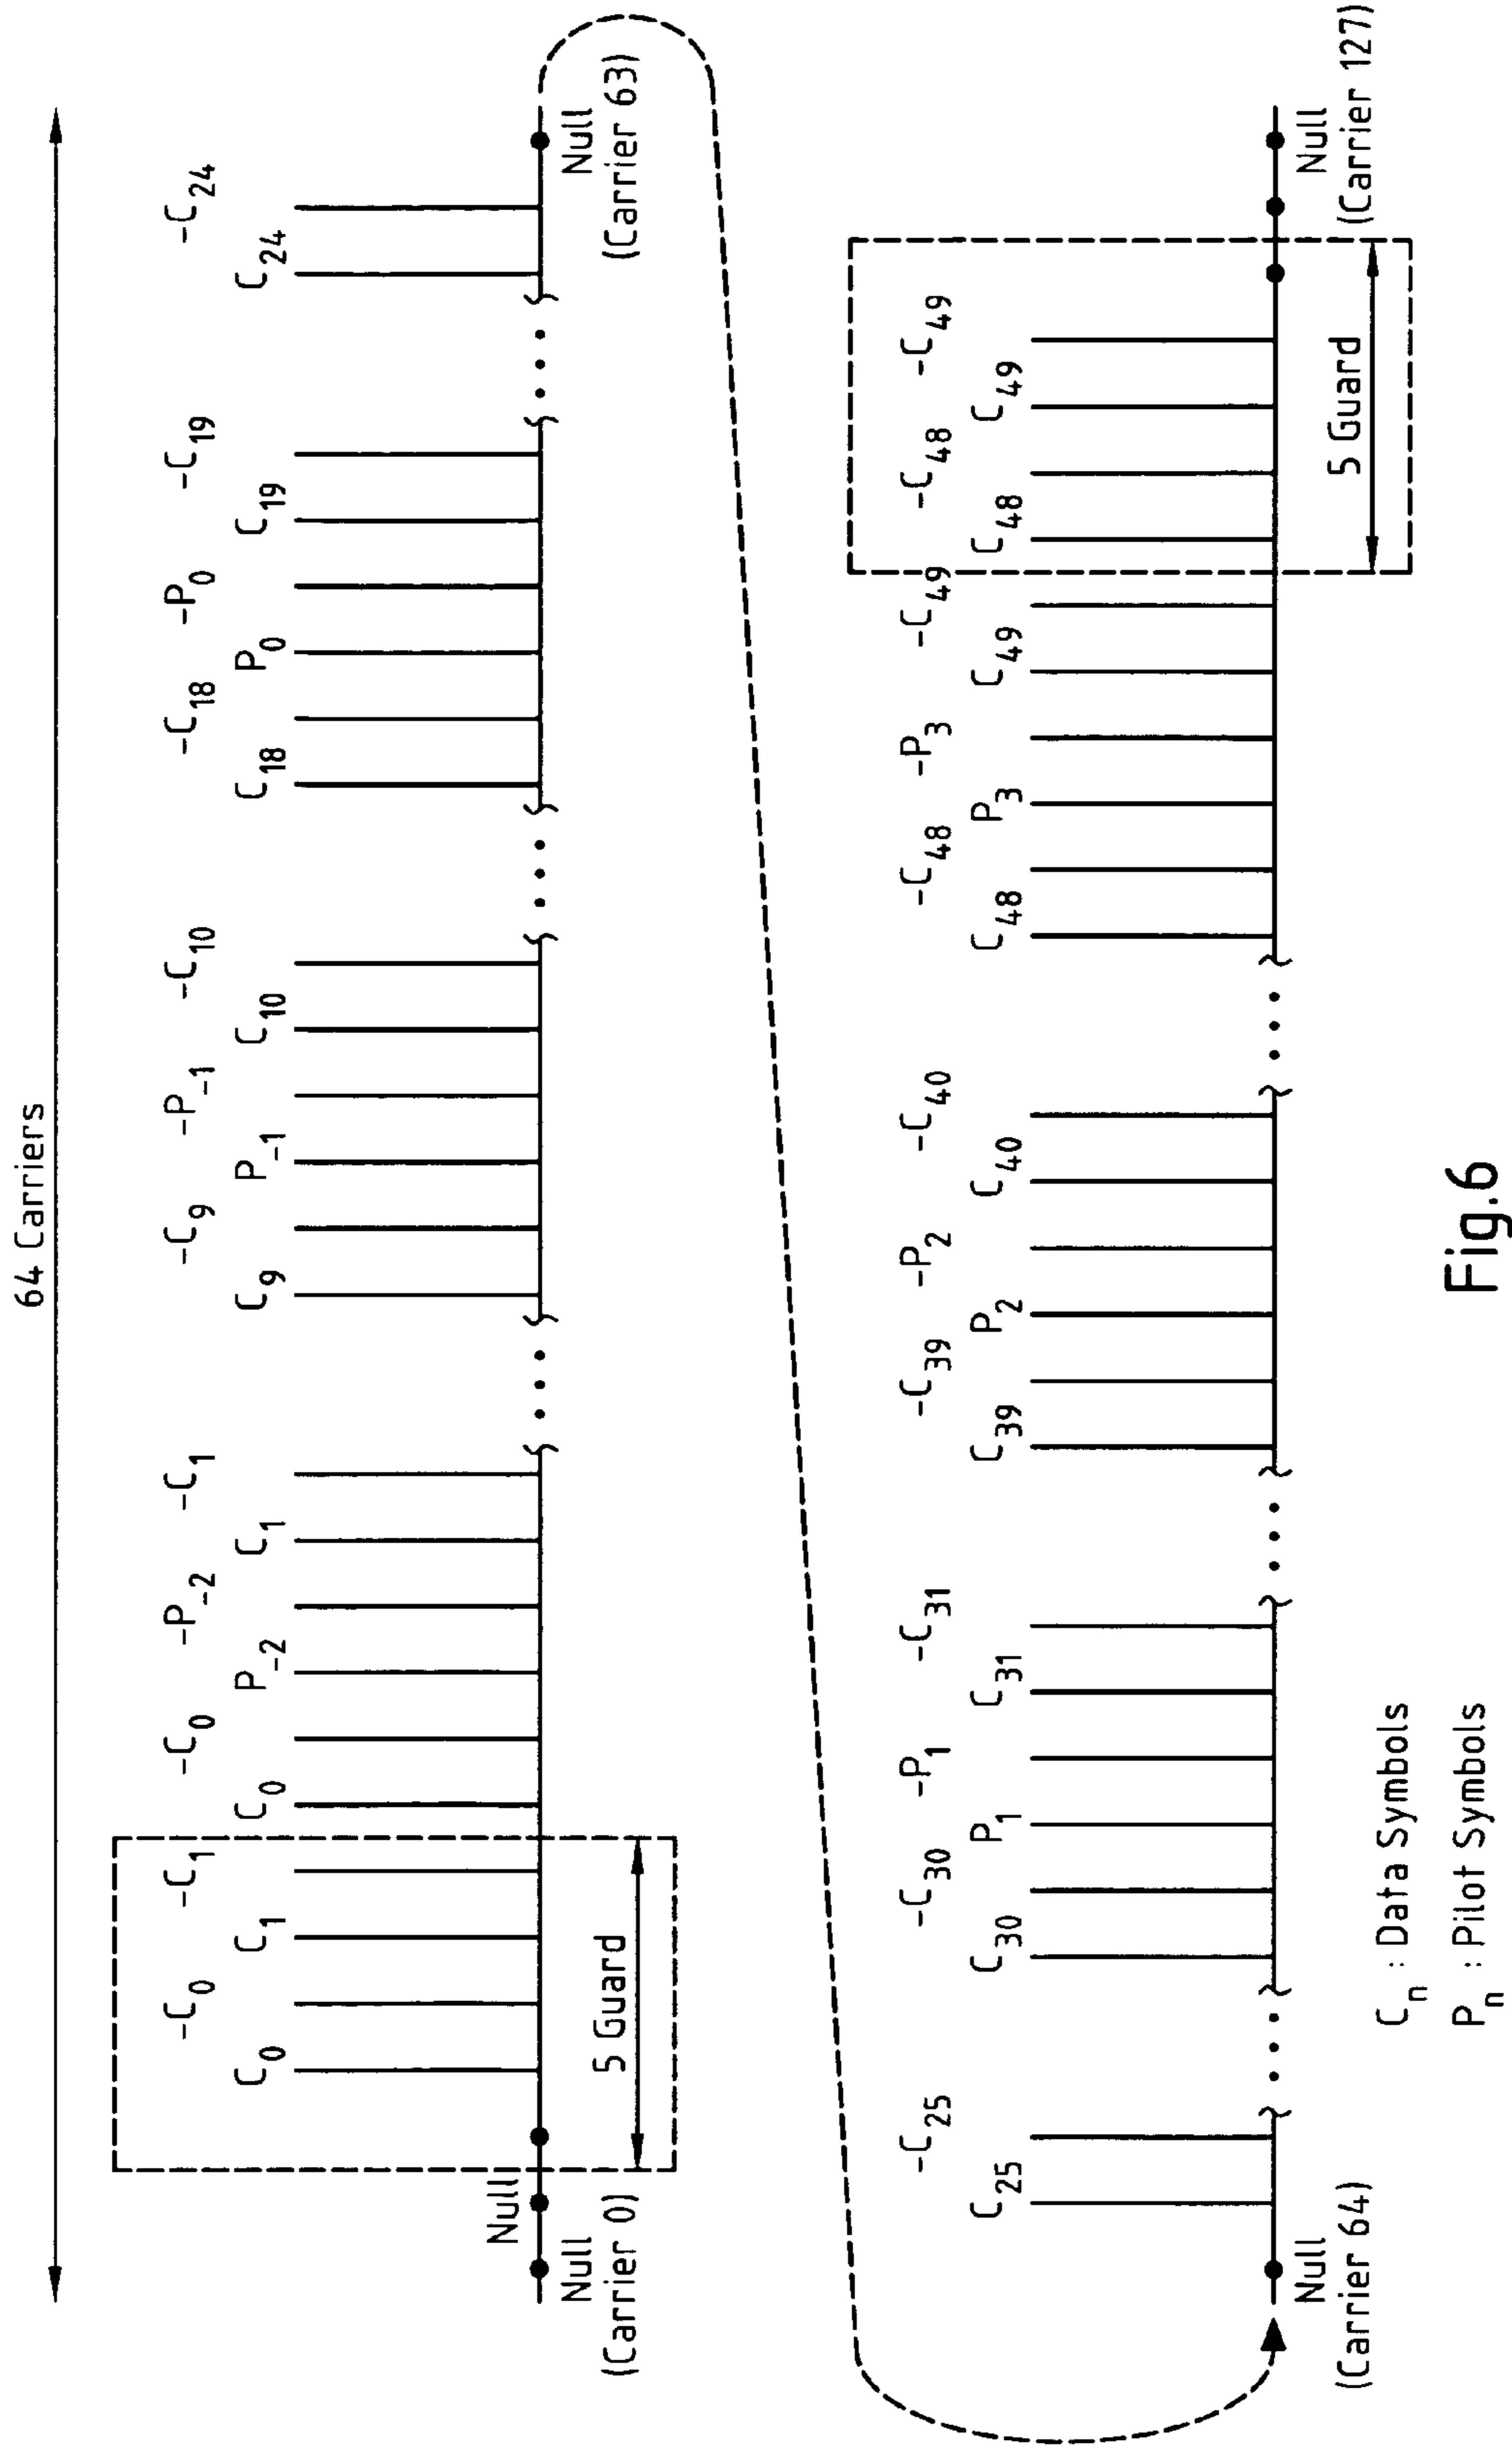 64 Carriers
C₀ -C₀ C₁ -C₁ C₀ -C₀ P₋₂ -P₋₂ C₁ -C₁ C₉ -C₉ P₋₁ -P₋₁ C₁₀ -C₁₀ C₁₈ -C₁₈ P₀ -P₀ C₁₉ -C₁₉ C₂₄ -C₂₄
Null
Null
(Carrier 0)
5 Guard
Null
(Carrier 63)
C₂₅ -C₂₅ C₃₀ -C₃₀ P₁ -P₁ C₃₁ -C₃₁ C₃₉ -C₃₉ P₂ -P₂ C₄₀ -C₄₀ C₄₈ -C₄₈ P₃ -P₃ C₄₉ -C₄₉ C₄₈ -C₄₈ C₄₉ -C₄₉
Null
(Carrier 64)
5 Guard
Null
(Carrier 127)
Cₙ : Data Symbols
Pₙ : Pilot Symbols
Fig.6